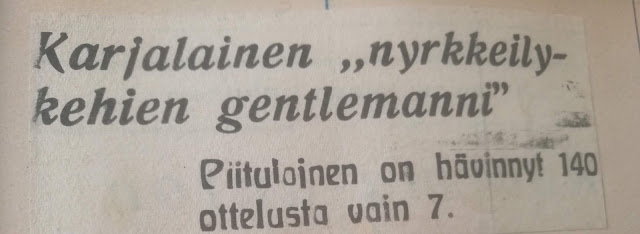 Karjalainen „nyrkkeily-
kehien gentlemanni”
Piitulainen on hävinnyt 140
ottelusta vain 7.